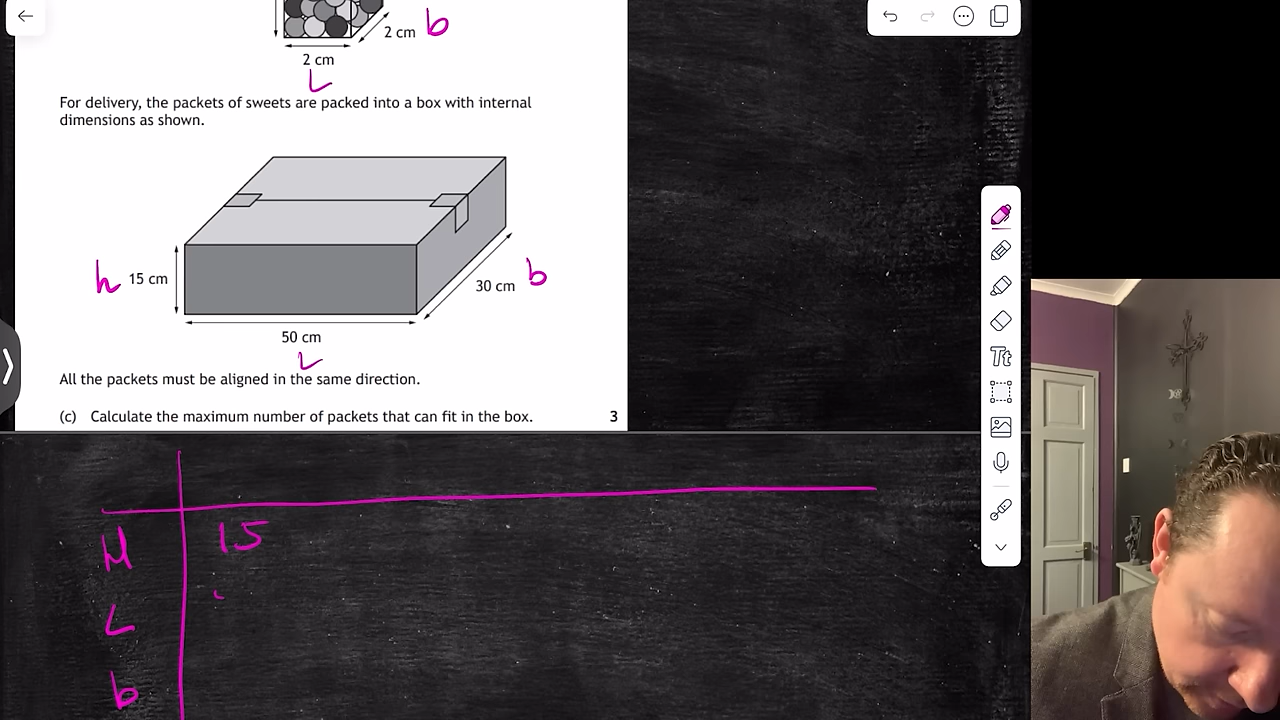 2 cm b
2 cm
L
For delivery, the packets of sweets are packed into a box with internal
dimensions as shown.
h 15 cm
30 cm b
50 cm
L
All the packets must be aligned in the same direction.
(c) Calculate the maximum number of packets that can fit in the box. 3
H 15
L
b
Tt